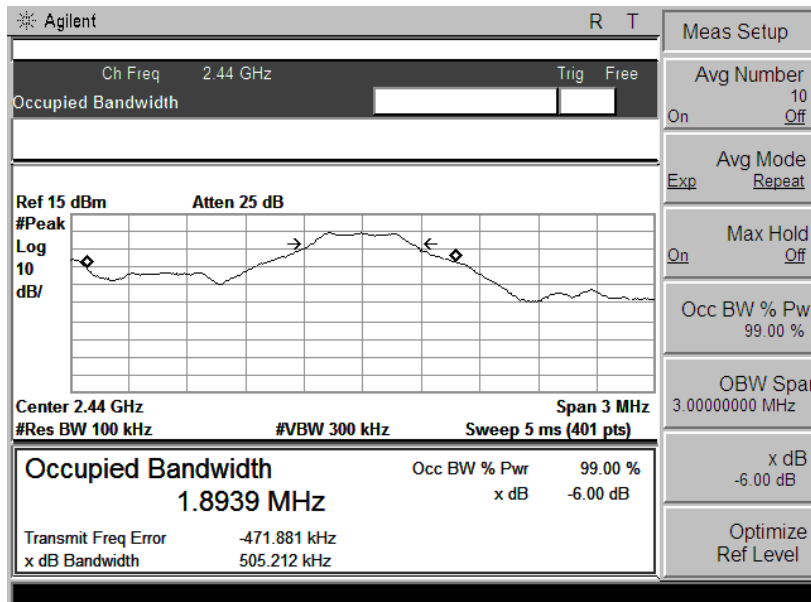 Agilent R T
Ch Freq 2.44 GHz Trig Free
Occupied Bandwidth
Ref 15 dBm Atten 25 dB
#Peak
Log
10
dB/
Center 2.44 GHz Span 3 MHz
#Res BW 100 kHz #VBW 300 kHz Sweep 5 ms (401 pts)
Occupied Bandwidth
1.8939 MHz
Occ BW % Pwr 99.00 %
x dB -6.00 dB
Transmit Freq Error -471.881 kHz
x dB Bandwidth 505.212 kHz
Meas Setup
Avg Number
10
On Off
Avg Mode
Exp Repeat
Max Hold
On Off
Occ BW % Pw
99.00 %
OBW Spa
3.00000000 MHz
x dB
-6.00 dB
Optimize
Ref Level